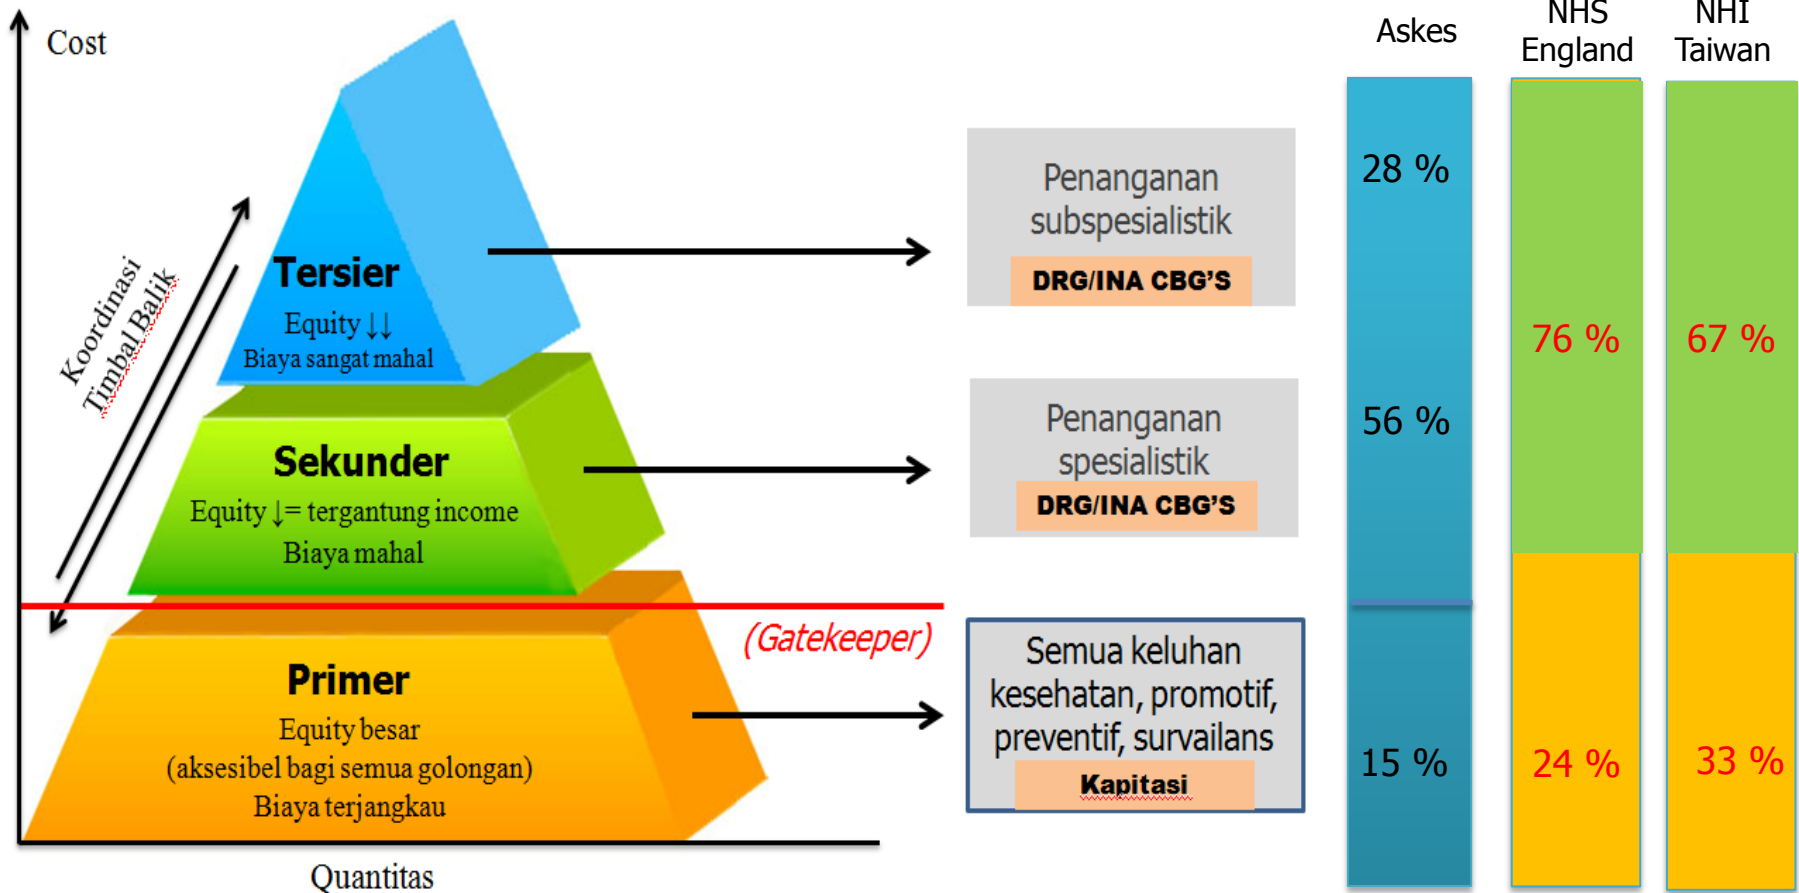 Cost
Koordinasi
Timbal Balik
Tersier
Equity ↓↓
Biaya sangat mahal
Sekunder
Equity ↓= tergantung income
Biaya mahal
(Gatekeeper)
Primer
Equity besar
(aksesibel bagi semua golongan)
Biaya terjangkau
Quantitas
Penanganan
subspesialistik
DRG/INA CBG'S
Penanganan
spesialistik
DRG/INA CBG'S
Semua keluhan
kesehatan, promotif,
preventif, survailans
Kapitasi
Askes
28 %
56 %
15 %
NHS
England
76 %
24 %
NHI
Taiwan
67 %
33 %